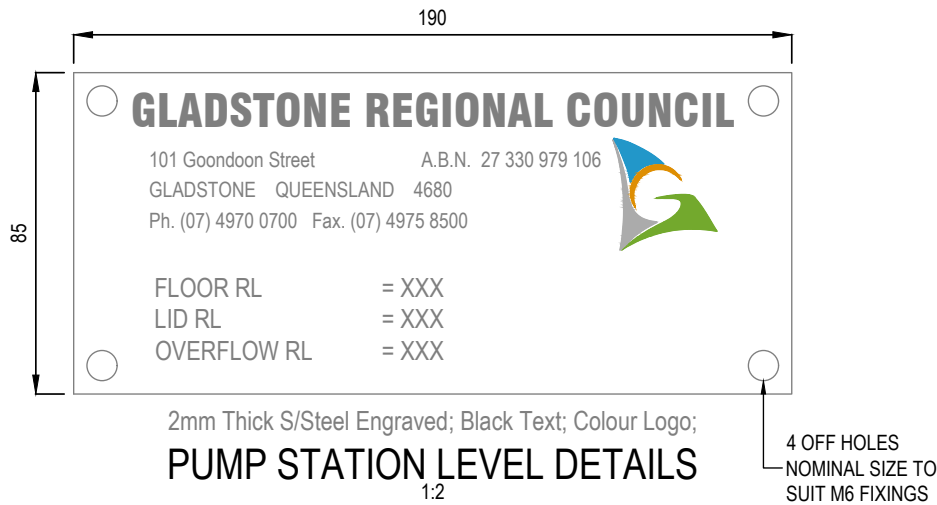 190
85
GLADSTONE REGIONAL COUNCIL
101 Goondoon Street A.B.N. 27 330 979 106
GLADSTONE QUEENSLAND 4680
Ph. (07) 4970 0700 Fax. (07) 4975 8500
FLOOR RL = XXX
LID RL = XXX
OVERFLOW RL = XXX
2mm Thick S/Steel Engraved; Black Text; Colour Logo;
PUMP STATION LEVEL DETAILS
1:2
4 OFF HOLES
NOMINAL SIZE TO
SUIT M6 FIXINGS